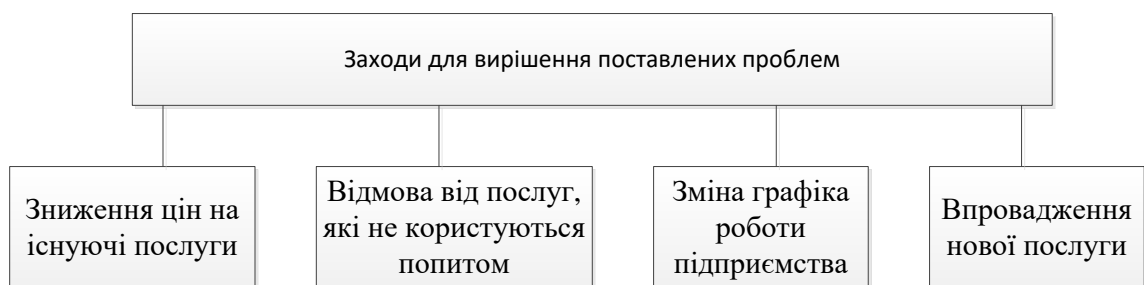 Заходи для вирішення поставлених проблем
Зниження цін на
існуючі послуги
Відмова від послуг,
які не користуються
попитом
Зміна графіка
роботи
підприємства
Впровадження
нової послуги